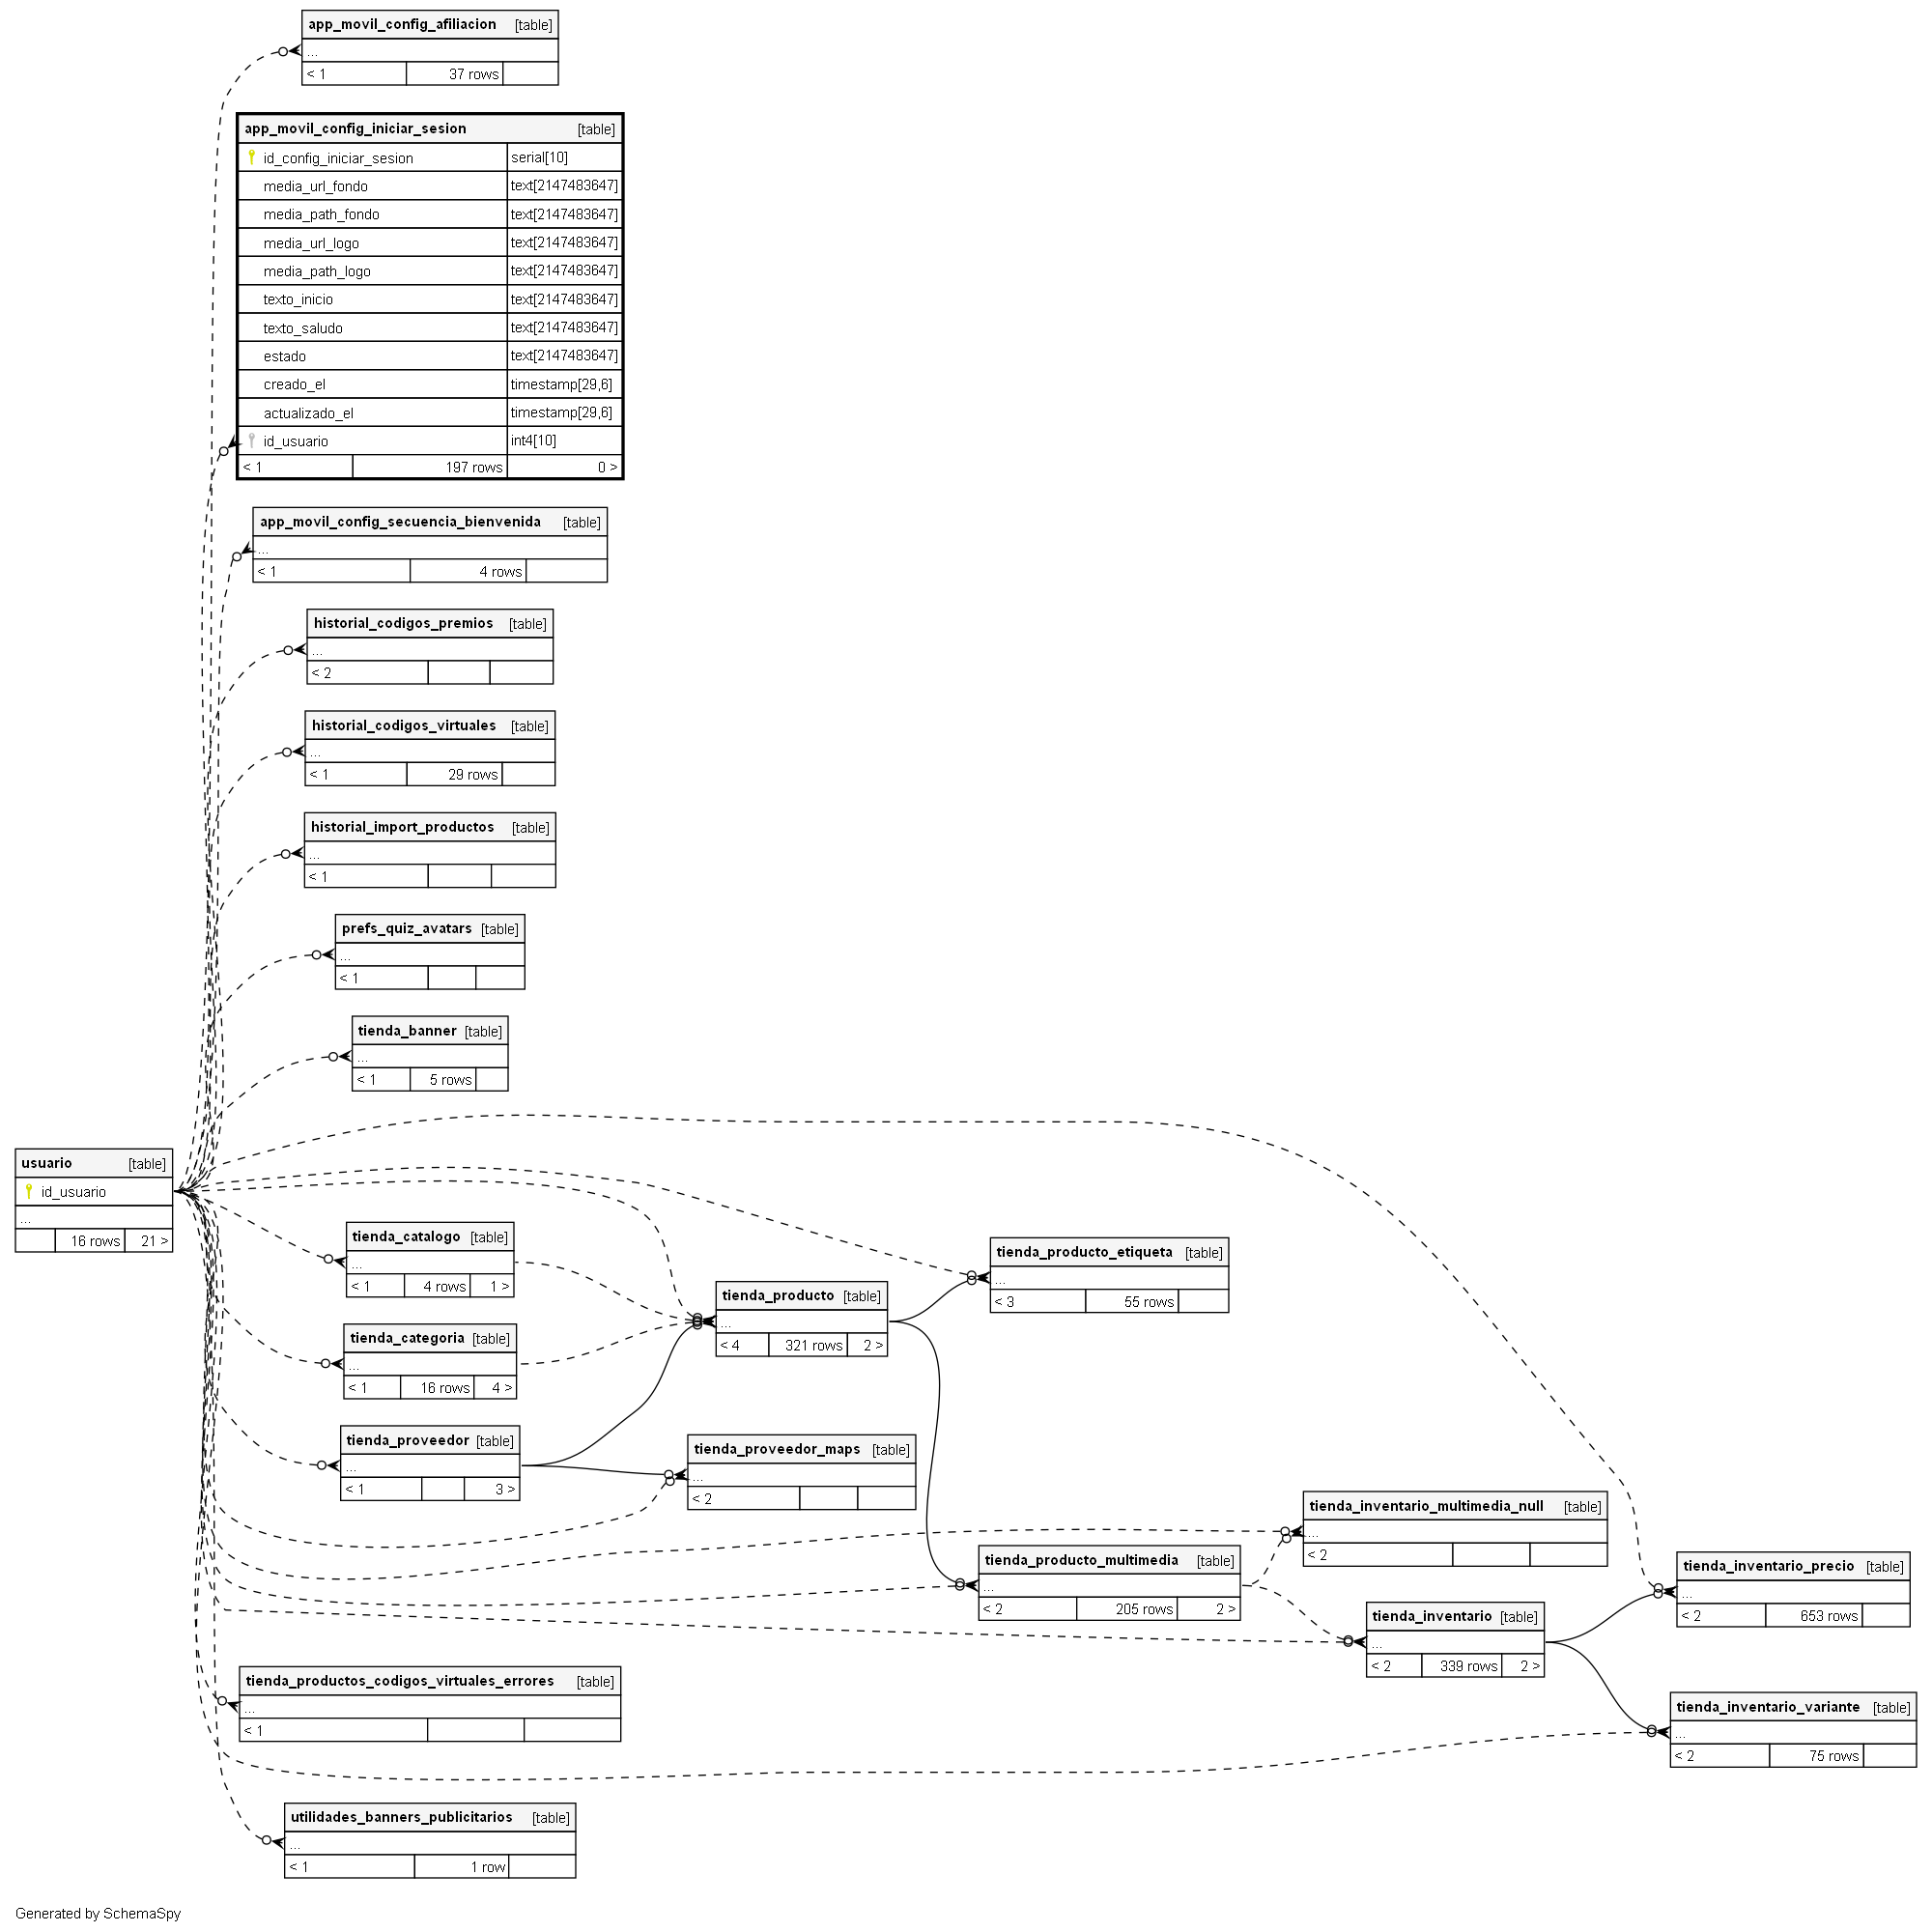 app_movil_config_afiliacion [table]
...
< 1 37 rows
app_movil_config_iniciar_sesion [table]
id_config_iniciar_sesion serial[10]
media_url_fondo text[2147483647]
media_path_fondo text[2147483647]
media_url_logo text[2147483647]
media_path_logo text[2147483647]
texto_inicio text[2147483647]
texto_saludo text[2147483647]
estado text[2147483647]
creado_el timestamp[29,6]
actualizado_el timestamp[29,6]
id_usuario int4[10]
< 1 197 rows 0 >
app_movil_config_secuencia_bienvenida [table]
...
< 1 4 rows
historial_codigos_premios [table]
...
< 2
historial_codigos_virtuales [table]
...
< 1 29 rows
historial_import_productos [table]
...
< 1
prefs_quiz_avatars [table]
...
< 1
tienda_banner [table]
...
< 1 5 rows
usuario [table]
id_usuario
...
16 rows 21 >
tienda_catalogo [table]
...
< 1 4 rows 1 >
tienda_categoria [table]
...
< 1 16 rows 4 >
tienda_proveedor [table]
...
< 1 3 >
tienda_producto [table]
...
< 4 321 rows 2 >
tienda_proveedor_maps [table]
...
< 2
tienda_producto_etiqueta [table]
...
< 3 55 rows
tienda_producto_multimedia [table]
...
< 2 205 rows 2 >
tienda_inventario_multimedia_null [table]
...
< 2
tienda_inventario [table]
...
< 2 339 rows 2 >
tienda_inventario_precio [table]
...
< 2 653 rows
tienda_inventario_variante [table]
...
< 2 75 rows
tienda_productos_codigos_virtuales_errores [table]
...
< 1
utilidades_banners_publicitarios [table]
...
< 1 1 row
Generated by SchemaSpy